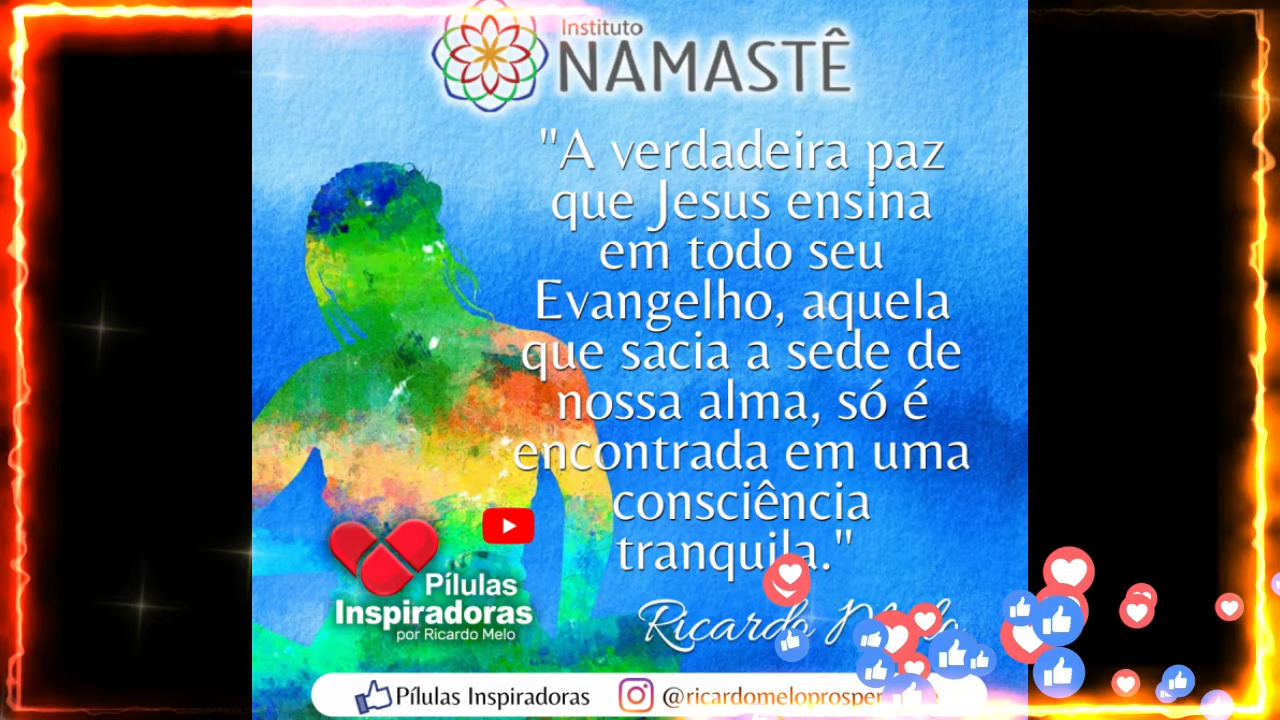 Instituto
NAMASTÊ
"A verdadeira paz
que Jesus ensina
em todo seu
Evangelho, aquela
que sacia a sede de
nossa alma, só é
encontrada em uma
consciência
tranquila."
Ricardo
Pílulas
Inspiradoras
por Ricardo Melo
Pílulas Inspiradoras